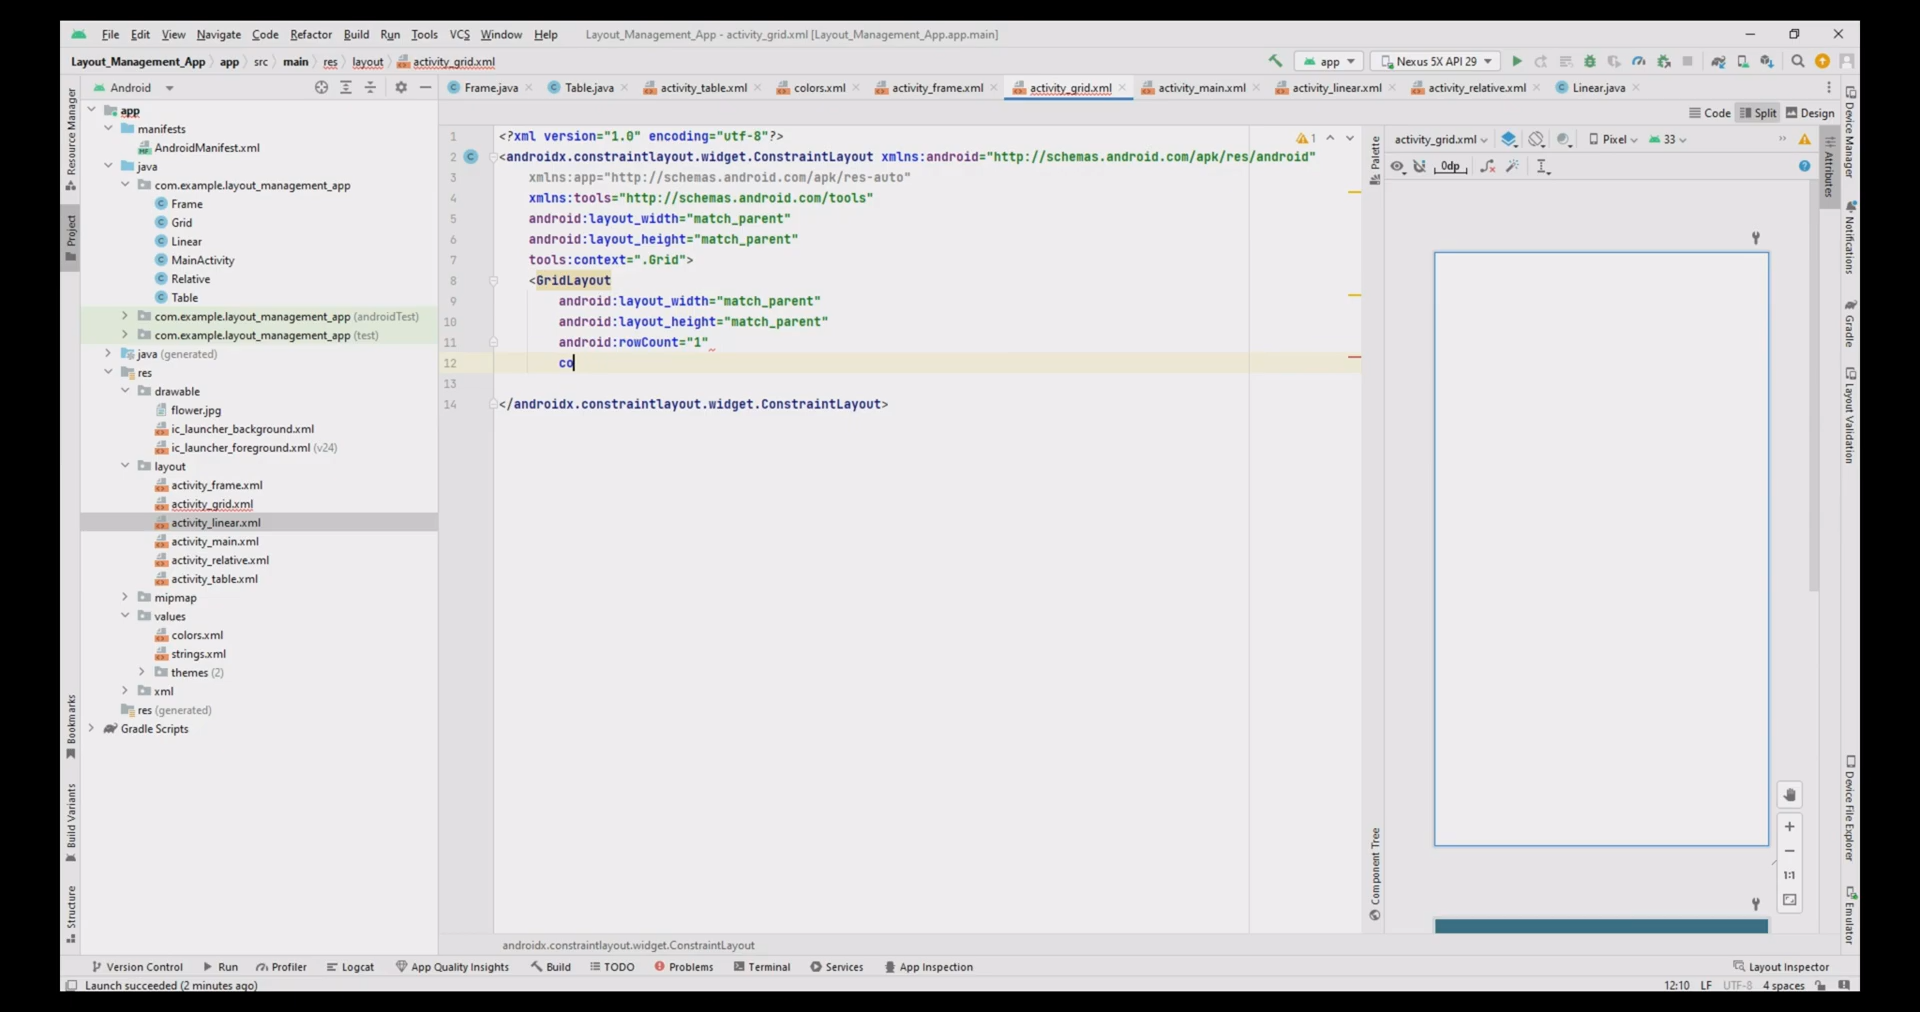 File Edit View Navigate Code Refactor Build Run Tools VCS Window Help Layout_Management_App - activity_grid.xml [Layout_Management_App.app.main]
Layout_Management_App app src main res layout activity_grid.xml app Nexus 5X API 29
Android Frame.java Table.java activity_table.xml colors.xml activity_frame.xml activity_grid.xml activity_main.xml activity_linear.xml activity_relative.xml Linear.java
Code Split Design
Resource Manager
Project
Bookmarks
Build Variants
Structure
app
manifests
AndroidManifest.xml
java
com.example.layout_management_app
Frame
Grid
Linear
MainActivity
Relative
Table
com.example.layout_management_app (androidTest)
com.example.layout_management_app (test)
java (generated)
res
drawable
flower.jpg
ic_launcher_background.xml
ic_launcher_foreground.xml (v24)
layout
activity_frame.xml
activity_grid.xml
activity_linear.xml
activity_main.xml
activity_relative.xml
activity_table.xml
mipmap
values
colors.xml
strings.xml
themes (2)
xml
res (generated)
Gradle Scripts
1 <?xml version="1.0" encoding="utf-8"?>
2 <androidx.constraintlayout.widget.ConstraintLayout xmlns:android="http://schemas.android.com/apk/res/android"
3 xmlns:app="http://schemas.android.com/apk/res-auto"
4 xmlns:tools="http://schemas.android.com/tools"
5 android:layout_width="match_parent"
6 android:layout_height="match_parent"
7 tools:context=".Grid">
8 <GridLayout
9 android:layout_width="match_parent"
10 android:layout_height="match_parent"
11 android:rowCount="1"
12 co
13
14 </androidx.constraintlayout.widget.ConstraintLayout>
1
androidx.constraintlayout.widget.ConstraintLayout
Palette
Component Tree
activity_grid.xml Pixel 33
0dp
1:1
Attributes
Device Manager
Notifications
Gradle
Layout Validation
Device File Explorer
Emulator
Version Control Run Profiler Logcat App Quality Insights Build TODO Problems Terminal Services App Inspection Layout Inspector
Launch succeeded (2 minutes ago) 12:10 LF UTF-8 4 spaces